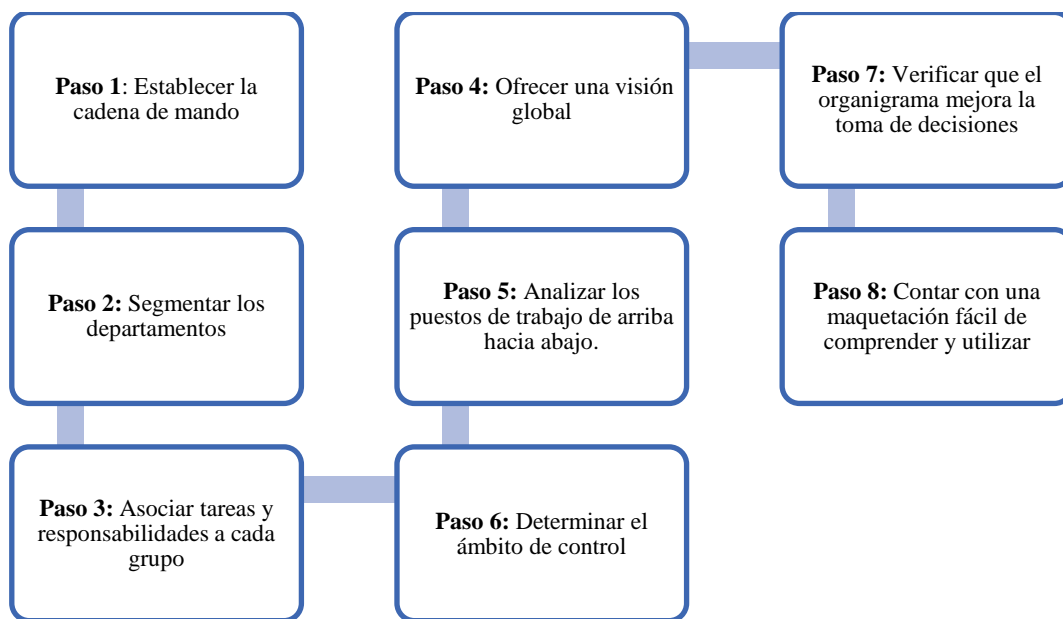 Paso 1: Establecer la
cadena de mando
Paso 2: Segmentar los
departamentos
Paso 3: Asociar tareas y
responsabilidades a cada
grupo
Paso 4: Ofrecer una visión
global
Paso 5: Analizar los
puestos de trabajo de arriba
hacia abajo.
Paso 6: Determinar el
ámbito de control
Paso 7: Verificar que el
organigrama mejora la
toma de decisiones
Paso 8: Contar con una
maquetación fácil de
comprender y utilizar